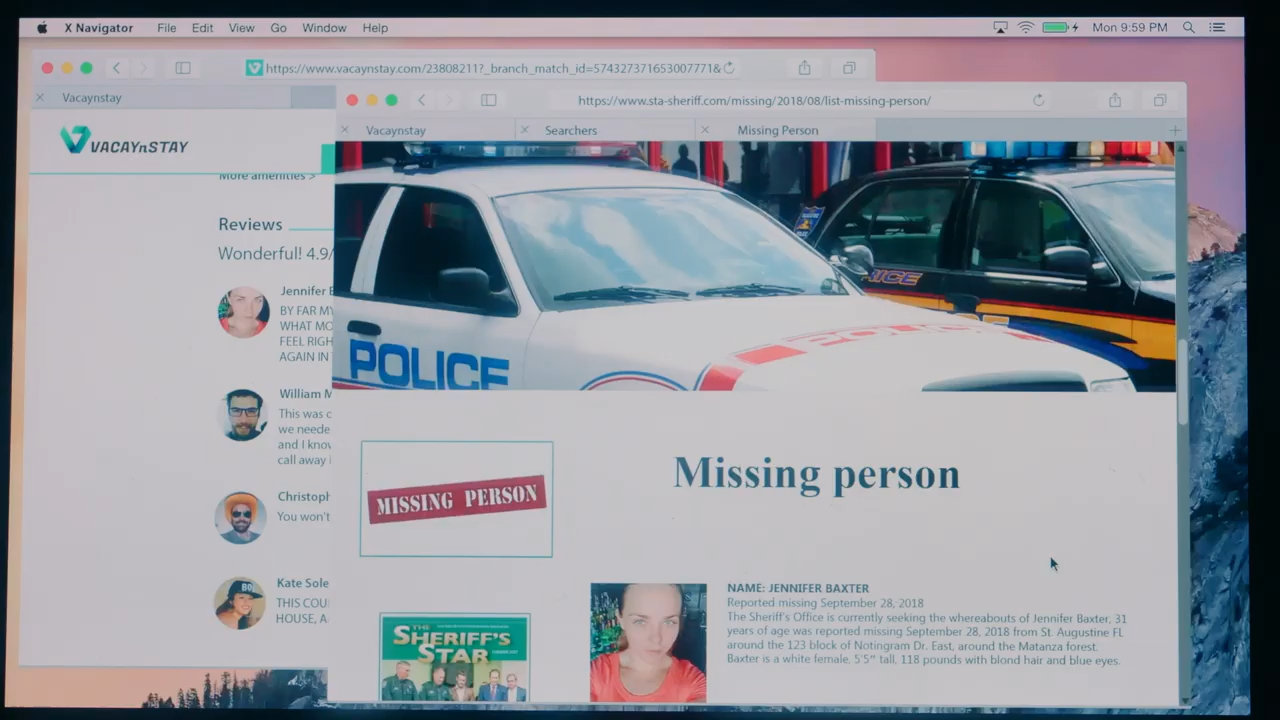 X Navigator File Edit View Go Window Help
Mon 9:59 PM
https://www.vacaynstay.com/23808211?_branch_match_id=574327371653007771&
Vacaynstay
VACAYnSTAY
More amenities >
Reviews
Wonderful! 4.9/
Jennifer
BY FAR MY
WHAT MO
FEEL RIGH
AGAIN IN
William M
This was c
we neede
and I know
call away i
Christoph
You won't
Kate Sole
THIS COU
HOUSE, A
https://www.sta-sheriff.com/missing/2018/08/list-missing-person/
Vacaynstay
Searchers
Missing Person
POLICE
POLICE
MISSING PERSON
Missing person
THE
SHERIFF'S
STAR
NAME: JENNIFER BAXTER
Reported missing September 28, 2018
The Sheriff's Office is currently seeking the whereabouts of Jennifer Baxter, 31
years of age was reported missing September 28, 2018 from St. Augustine FL
around the 123 block of Notingram Dr. East, around the Matanza forest.
Baxter is a white female, 5'5" tall, 118 pounds with blond hair and blue eyes.